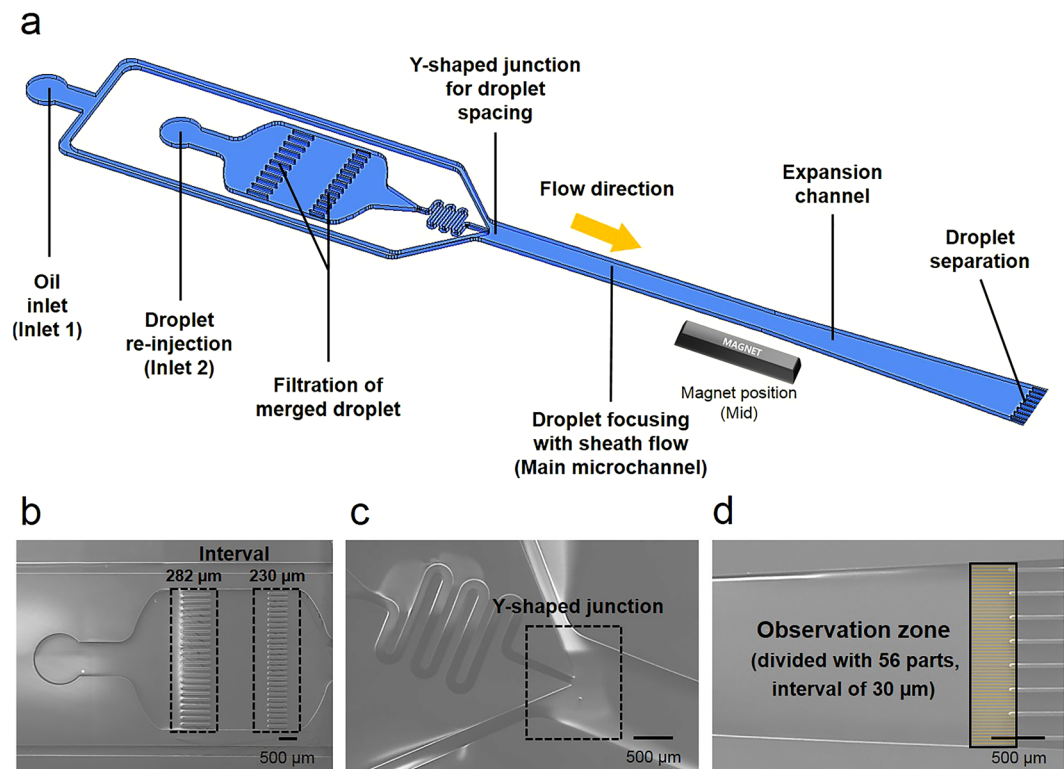 a
Y-shaped junction
for droplet
spacing
Flow direction
Expansion
channel
Droplet
separation
Oil
inlet
(Inlet 1)
Droplet
re-injection
(Inlet 2)
Filtration of
merged droplet
MAGNET
Magnet position
(Mid)
Droplet focusing
with sheath flow
(Main microchannel)
b
Interval
282 µm 230 µm
500 µm
c
Y-shaped junction
500 µm
d
Observation zone
(divided with 56 parts,
interval of 30 µm)
500 µm